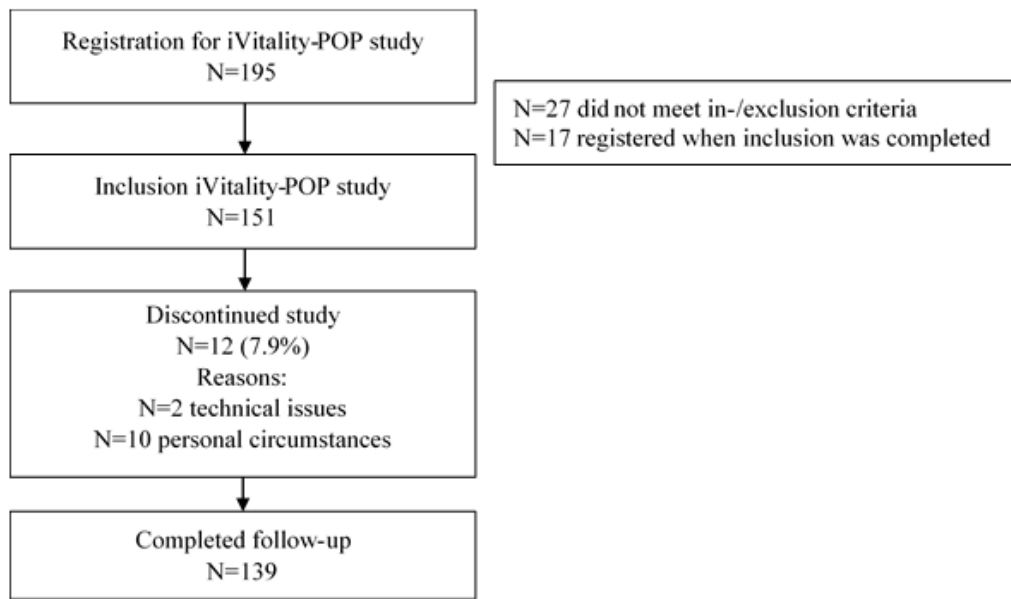 Registration for iVitality-POP study
N=195
N=27 did not meet in-/exclusion criteria
N=17 registered when inclusion was completed
Inclusion iVitality-POP study
N=151
Discontinued study
N=12 (7.9%)
Reasons:
N=2 technical issues
N=10 personal circumstances
Completed follow-up
N=139